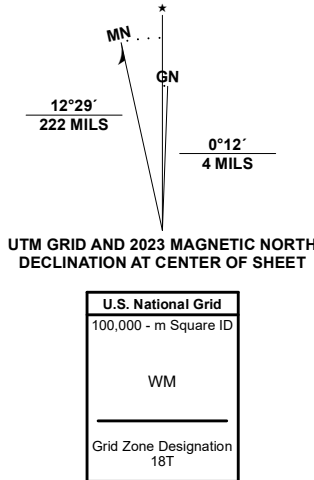 ★
MN
GN
12°29´
222 MILS
0°12´
4 MILS
UTM GRID AND 2023 MAGNETIC NORTH
DECLINATION AT CENTER OF SHEET
U.S. National Grid
100,000 - m Square ID
WM
Grid Zone Designation
18T